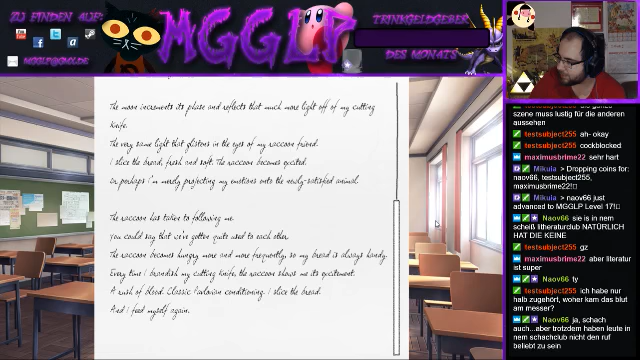 ZU FINDEN AUF:
You Tube
MGGLP@GMX.DE
MGGLP
TRINKGELDGEBER
DES MONATS
The moon increments its phase and reflects that much more light off of my cutting
knife.
The very same light that glistens in the eyes of my raccoon friend.
I slice the bread, fresh and soft. The raccoon becomes excited.
Or perhaps I'm merely projecting my emotions onto the newly-satisfied animal.
The raccoon has taken to following me.
You could say that we've gotten quite used to each other.
The raccoon becomes hungry more and more frequently, so my bread is always handy.
Every time I brandish my cutting knife, the raccoon shows me its excitement.
A rush of blood. Classic Pavlovian conditioning. I slice the bread.
And I feed myself again.
szene muss lustig für die anderen
aussehen
testsubject255 ah- okay
testsubject255 cockblocked
maximusbrime22 sehr hart
Mikula > Dropping coins for:
naov66, testsubject255,
maximusbrime22!
Mikula > naov66 just
advanced to MGGLP Level 17!
Naov66 sie is in nem
scheiß litheraturclub NATÜRLICH
HAT DIE KEINE
testsubject255 gz
maximusbrime22 aber literatur
ist super
Naov66 ty
testsubject255 ich habe nur
halb zugehört, woher kam das blut
am messer?
Naov66 ja, schach
auch...aber trotzdem haben leute in
nem schachclub nicht den ruf
beliebt zu sein